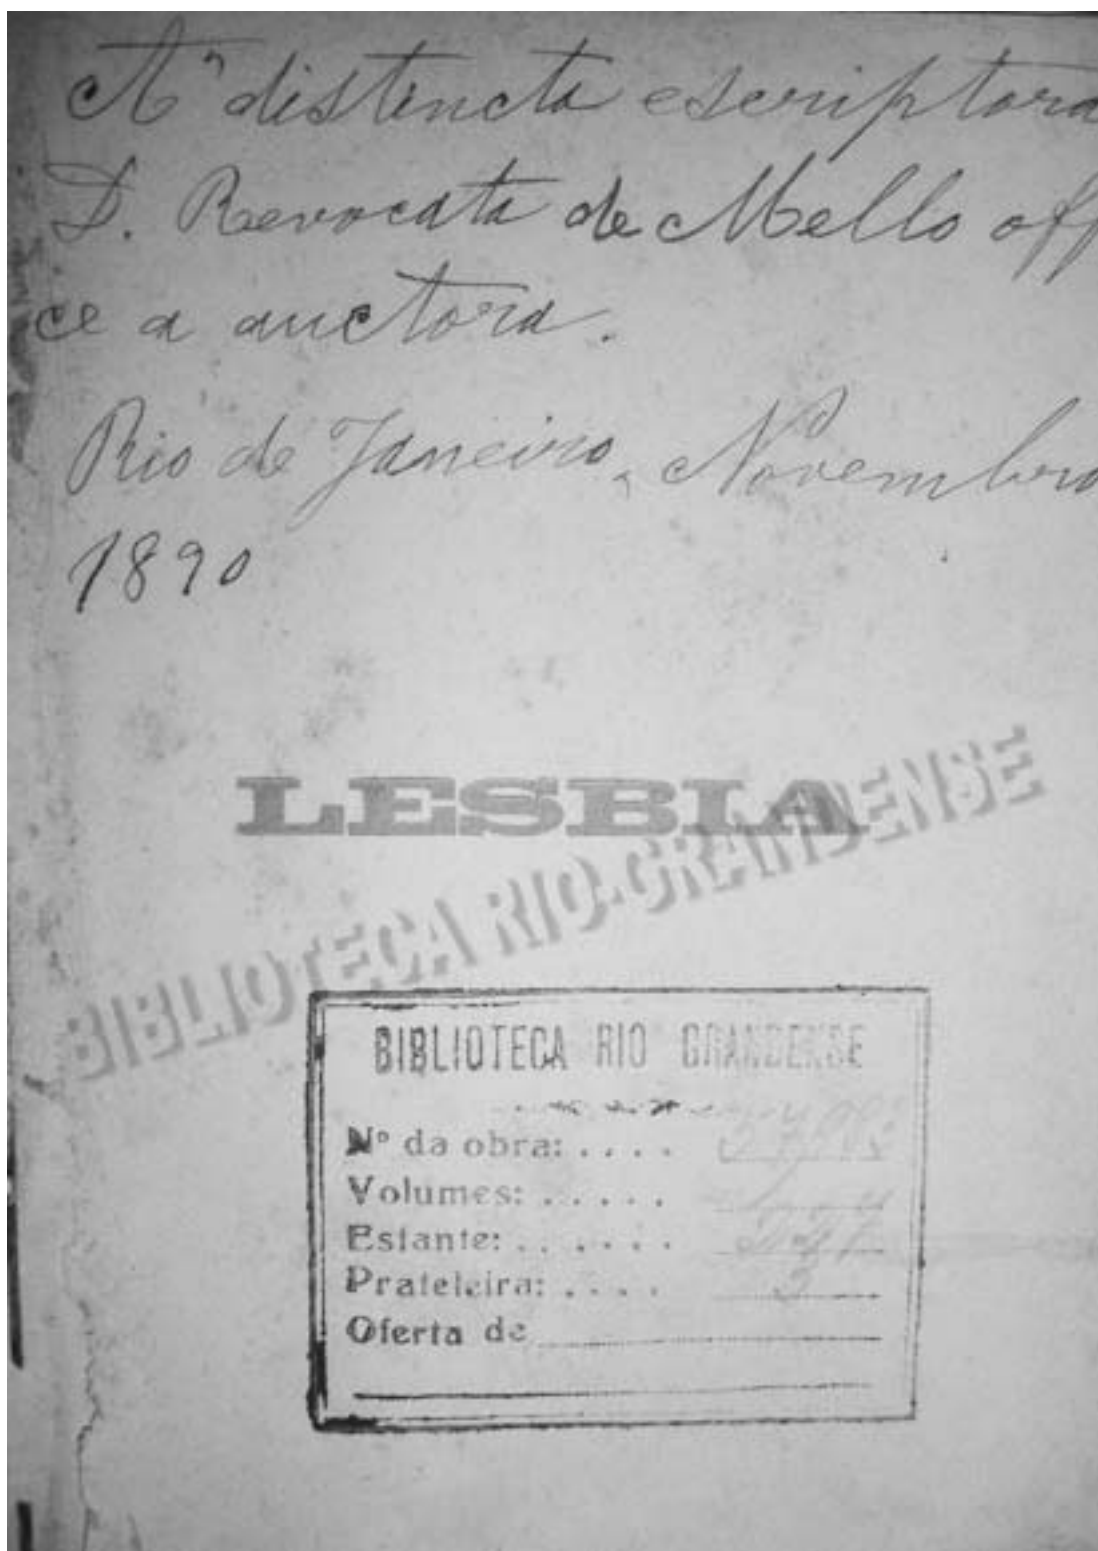 À distincta escriptora
D. Revocata de Mello off
ce a auctora.
Rio de Janeiro, Novembro
1890
LESBIA
BIBLIOTECA RIO-GRANDENSE
BIBLIOTECA RIO GRANDENSE
Nº da obra: ....
Volumes: .....
Estante: ......
Prateleira: .... 3
Oferta de